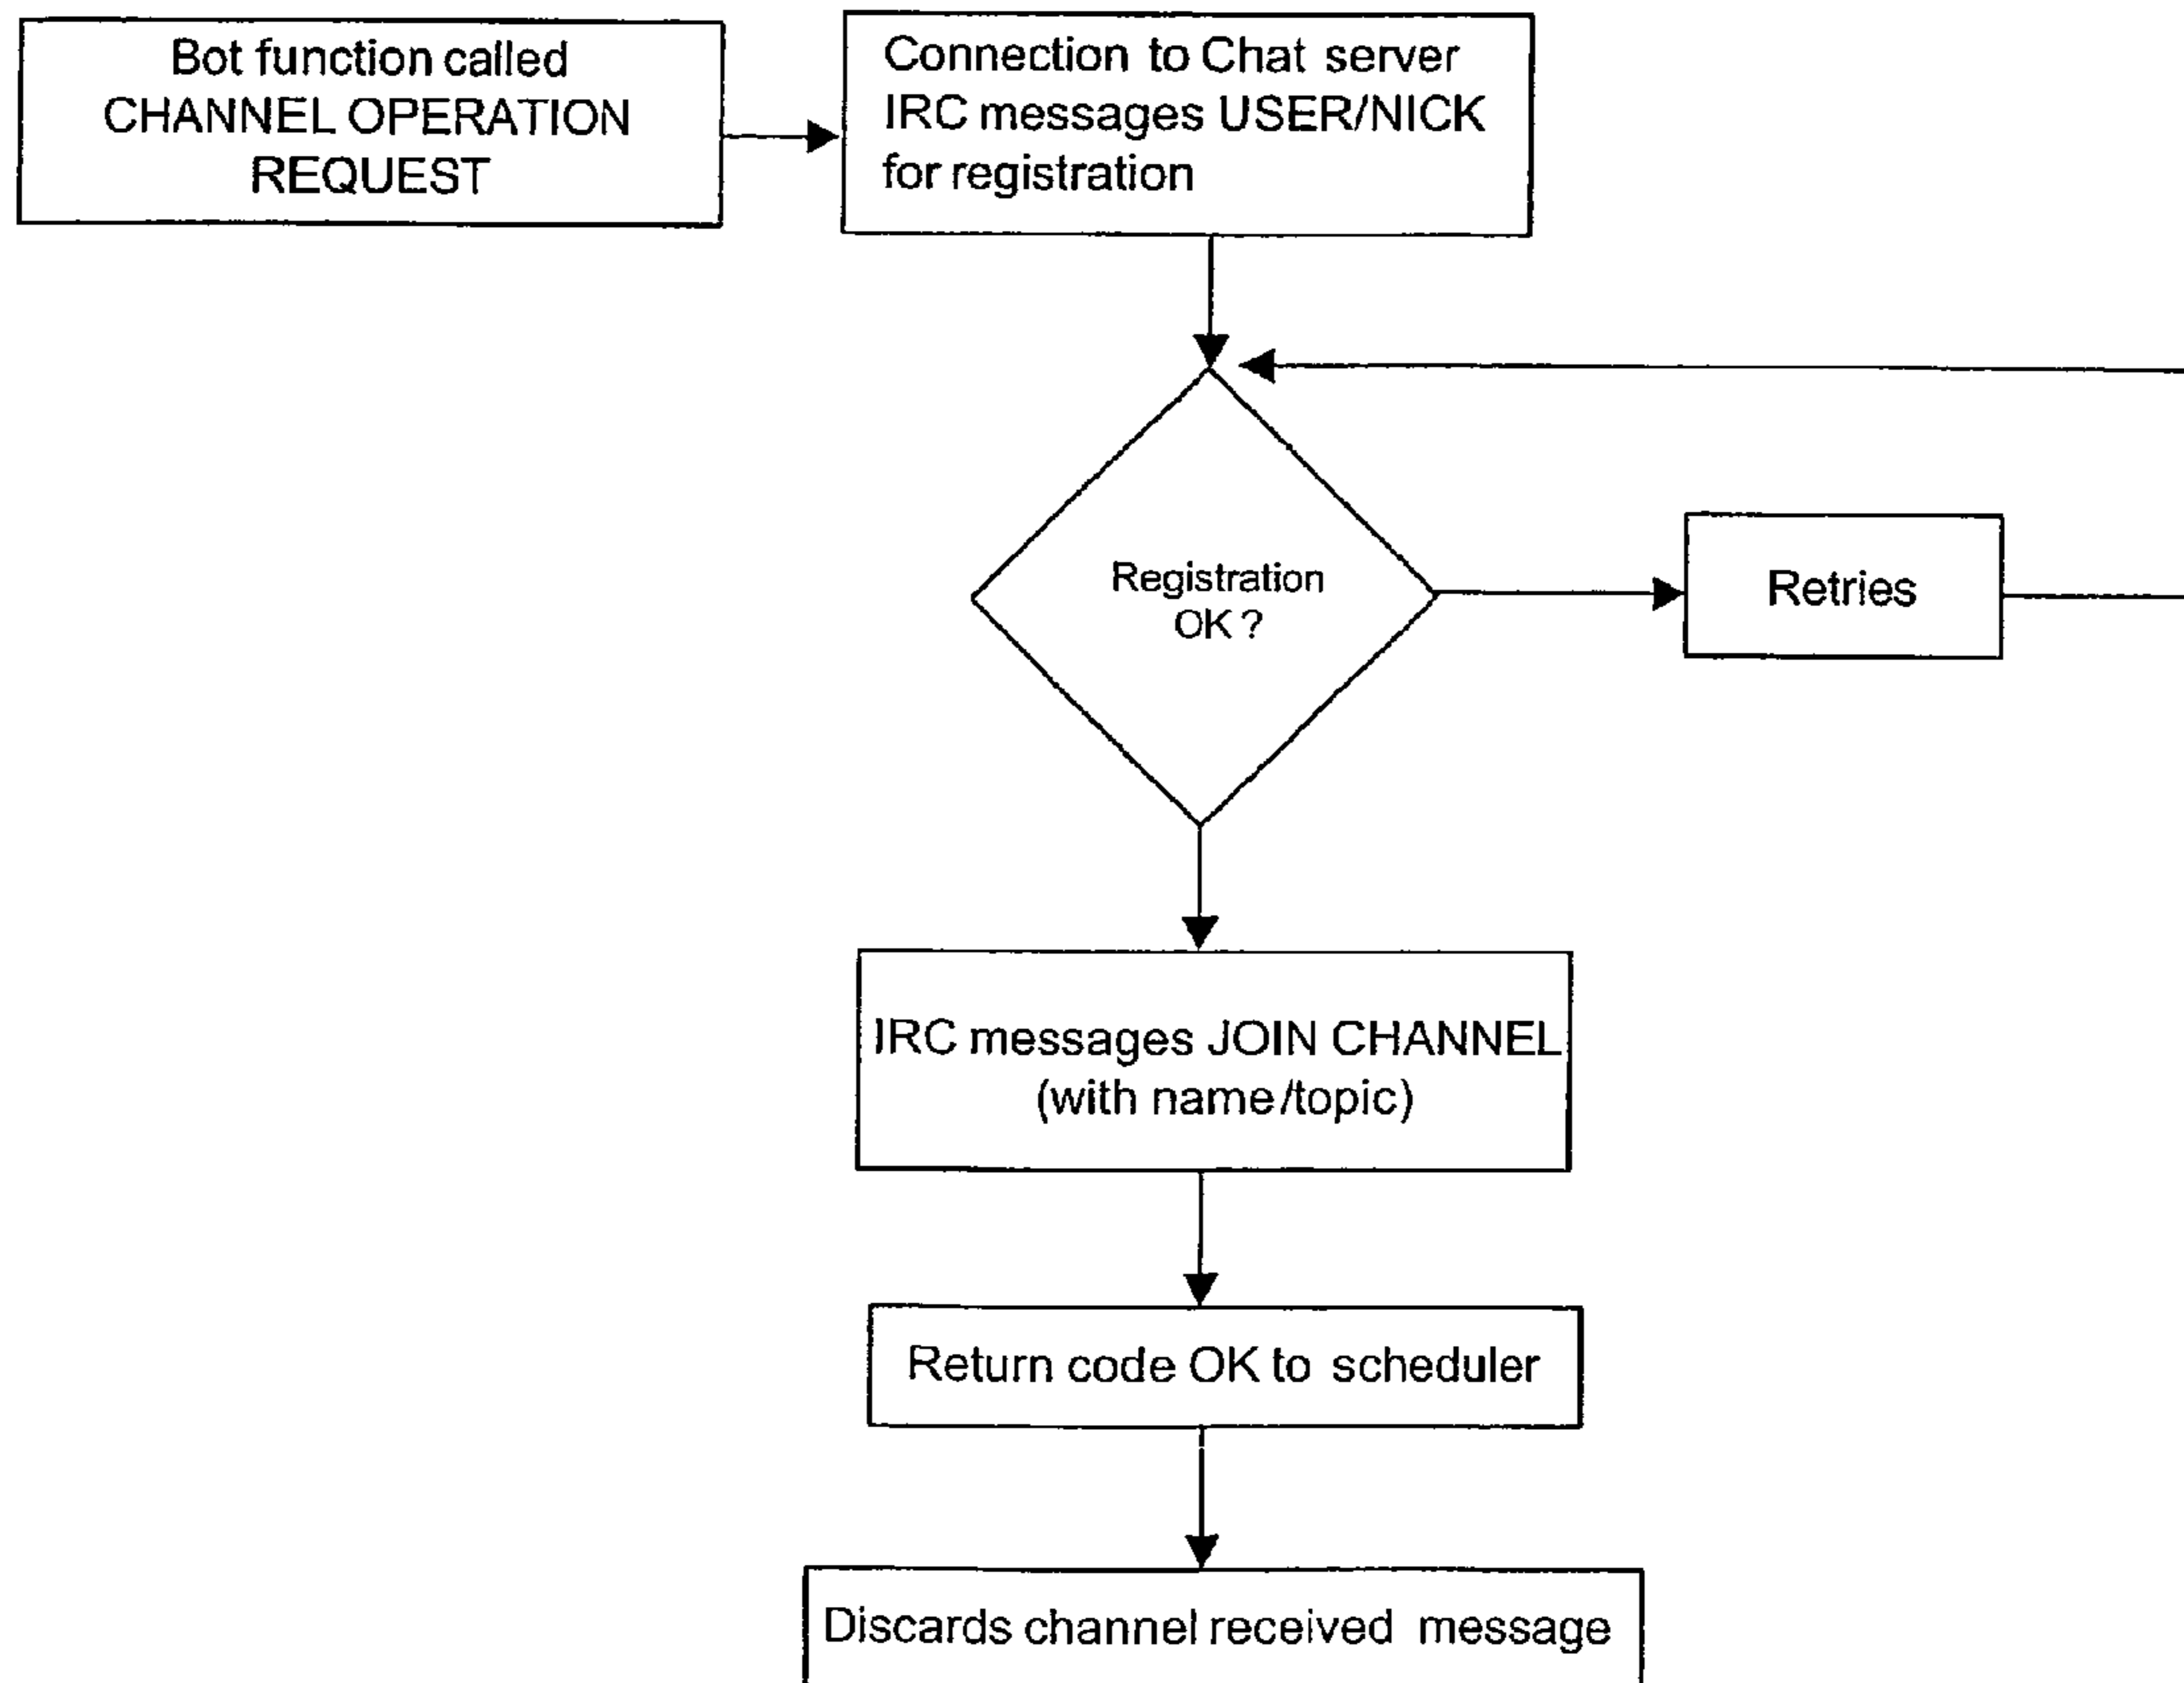 Bot function called
CHANNEL OPERATION
REQUEST
Connection to Chat server
IRC messages USER/NICK
for registration
Registration
OK ?
Retries
IRC messages JOIN CHANNEL
(with name/topic)
Return code OK to scheduler
Discards channel received message